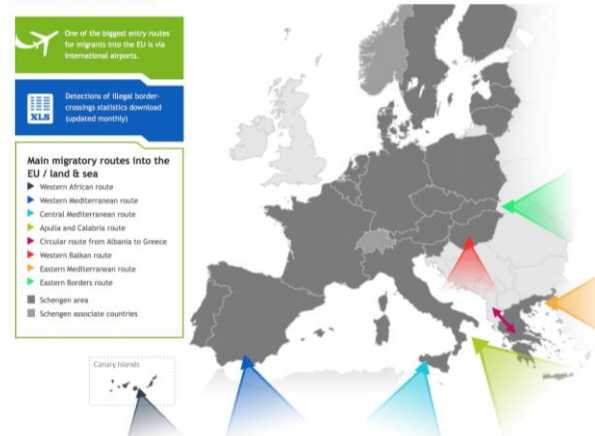 One of the biggest entry routes
for migrants into the EU is via
international airports.
XLS
Detections of illegal border-
crossings statistics download
(updated monthly)
Main migratory routes into the
EU / land & sea
Western African route
Western Mediterranean route
Central Mediterranean route
Apulia and Calabria route
Circular route from Albania to Greece
Western Balkan route
Eastern Mediterranean route
Eastern Borders route
Schengen area
Schengen associate countries
Canary Islands